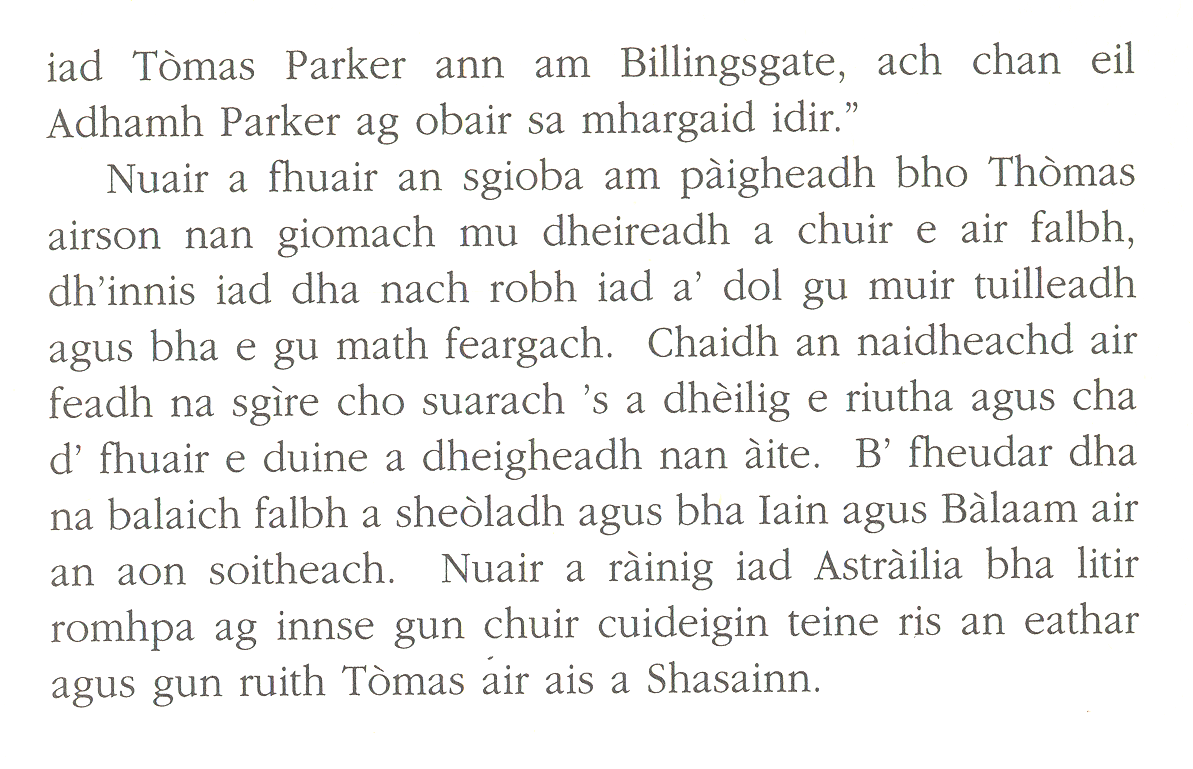 iad Tòmas Parker ann am Billingsgate, ach chan eil
Adhamh Parker ag obair sa mhargaid idir.”
Nuair a fhuair an sgioba am pàigheadh bho Thòmas
airson nan giomach mu dheireadh a chuir e air falbh,
dh’innis iad dha nach robh iad a’ dol gu muir tuilleadh
agus bha e gu math feargach. Chaidh an naidheachd air
feadh na sgìre cho suarach ’s a dhèilig e riutha agus cha
d’ fhuair e duine a dheigheadh nan àite. B’ fheudar dha
na balaich falbh a sheòladh agus bha Iain agus Bàlaam air
an aon soitheach. Nuair a ràinig iad Astràilia bha litir
romhpa ag innse gun chuir cuideigin teine ris an eathar
agus gun ruith Tòmas air ais a Shasainn.